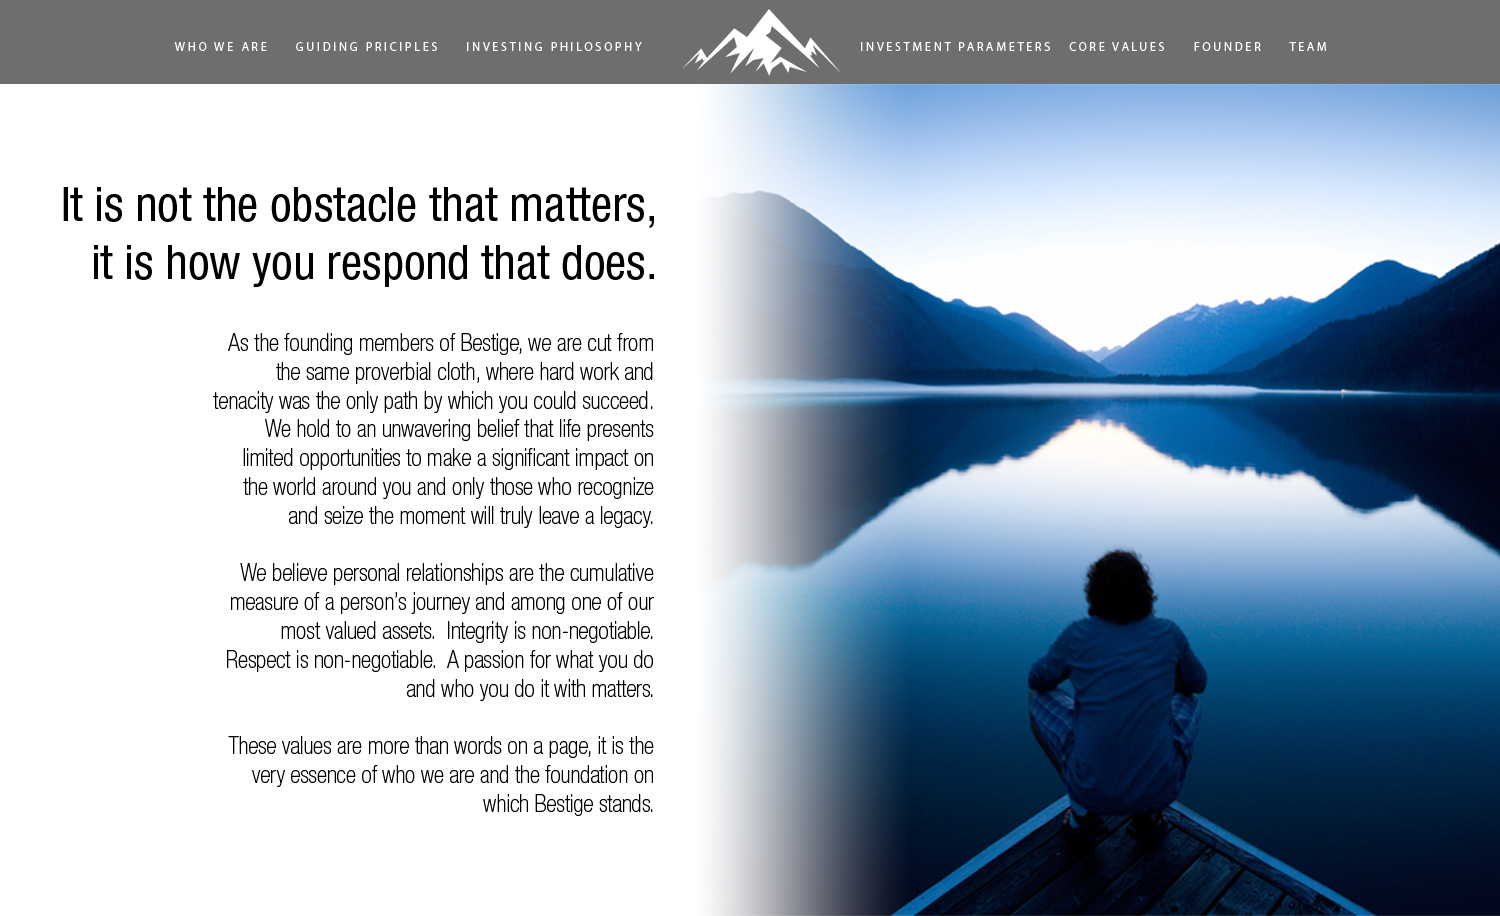 WHO WE ARE
GUIDING PRICIPLES
INVESTING PHILOSOPHY
INVESTMENT PARAMETERS
CORE VALUES
FOUNDER
TEAM
It is not the obstacle that matters,
it is how you respond that does.
As the founding members of Bestige, we are cut from
the same proverbial cloth, where hard work and
tenacity was the only path by which you could succeed.
We hold to an unwavering belief that life presents
limited opportunities to make a significant impact on
the world around you and only those who recognize
and seize the moment will truly leave a legacy.
We believe personal relationships are the cumulative
measure of a person’s journey and among one of our
most valued assets.  Integrity is non-negotiable.
Respect is non-negotiable.  A passion for what you do
and who you do it with matters.
These values are more than words on a page, it is the
very essence of who we are and the foundation on
which Bestige stands.